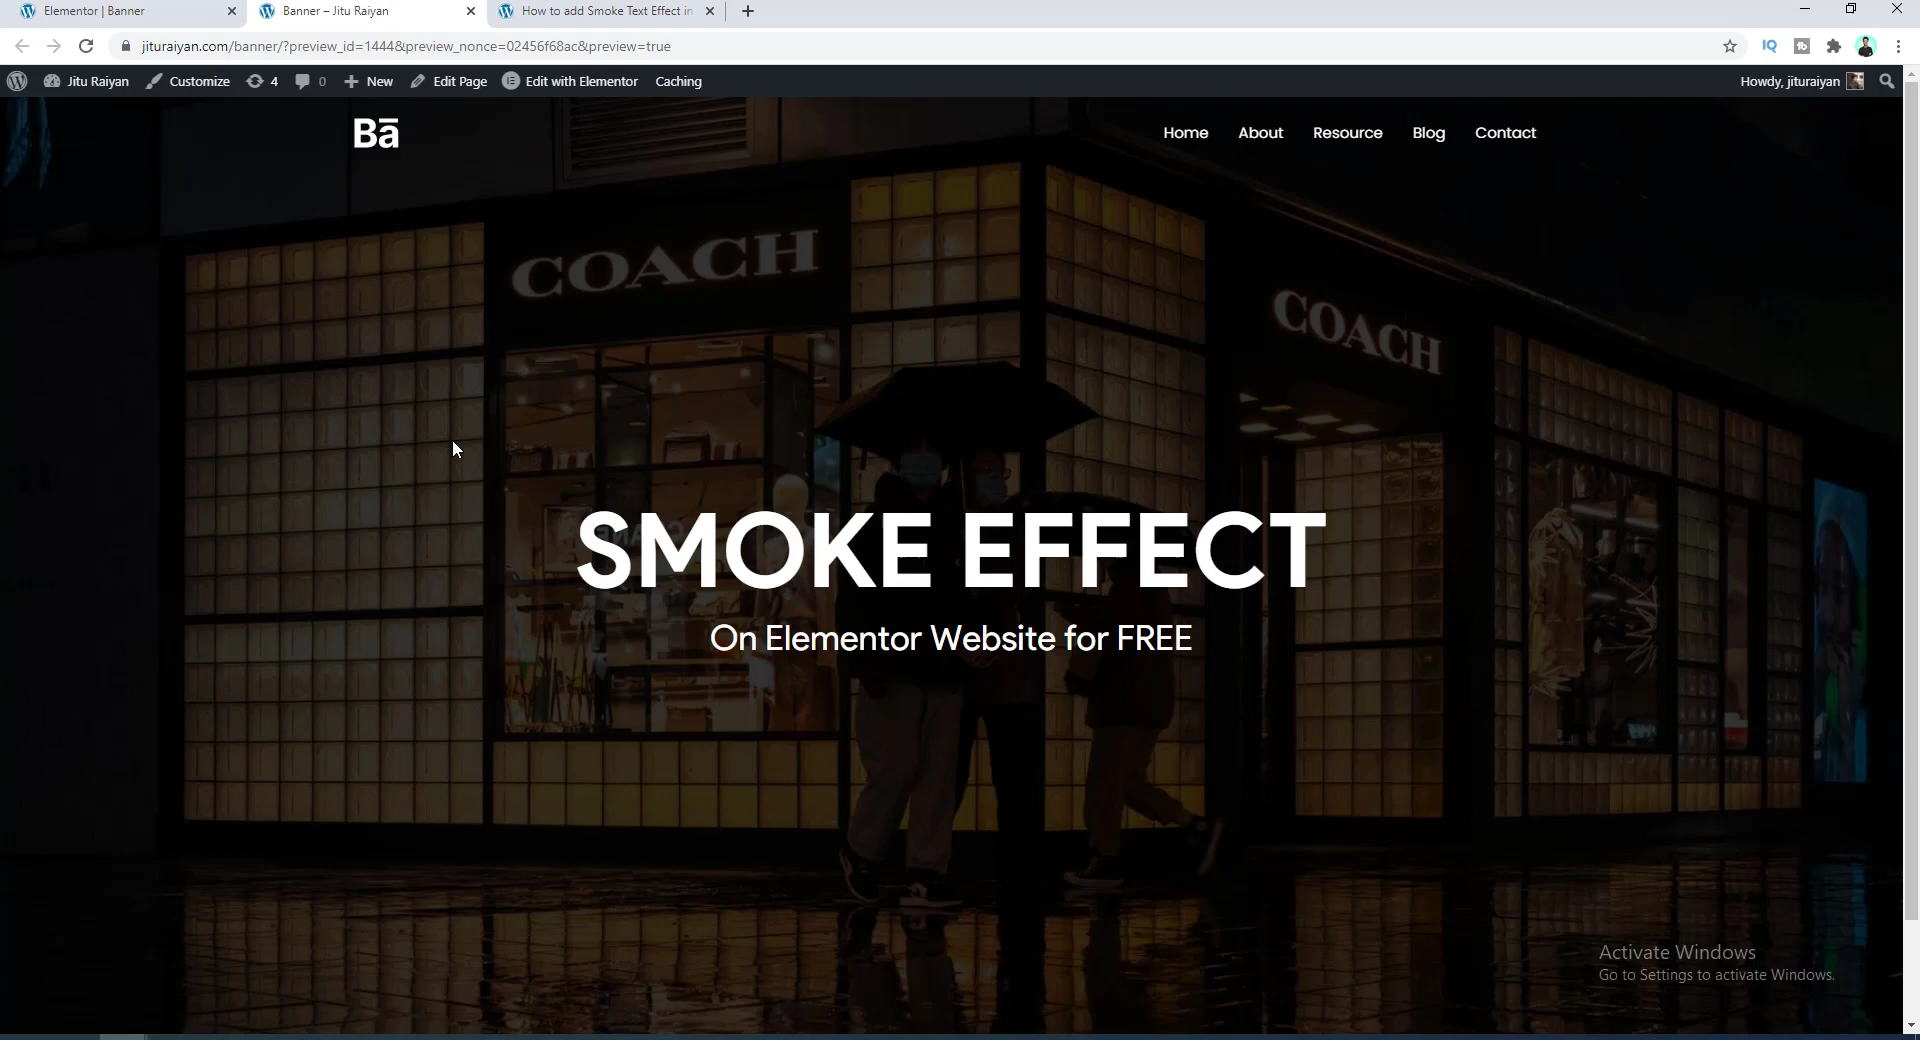 Elementor | Banner
Banner – Jitu Raiyan
How to add Smoke Text Effect in
jituraiyan.com/banner/?preview_id=1444&preview_nonce=02456f68ac&preview=true
IQ
Jitu Raiyan
Customize
4
0
New
Edit Page
Edit with Elementor
Caching
Howdy, jituraiyan
Bā
Home
About
Resource
Blog
Contact
COACH
COACH
SMOKE EFFECT
On Elementor Website for FREE
Activate Windows
Go to Settings to activate Windows.